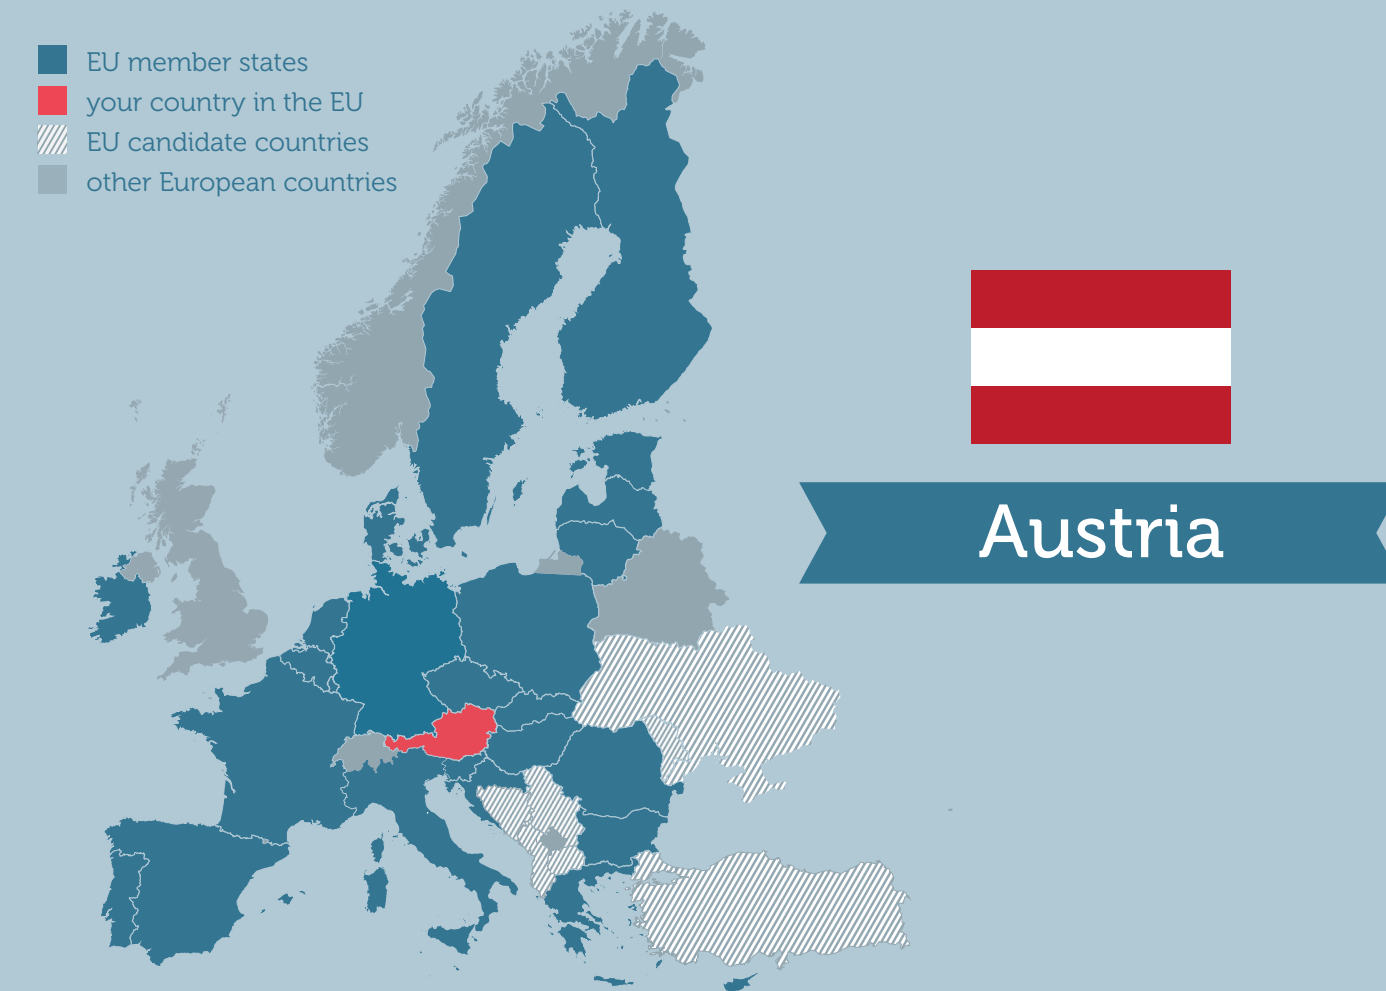 EU member states
your country in the EU
EU candidate countries
other European countries
Austria